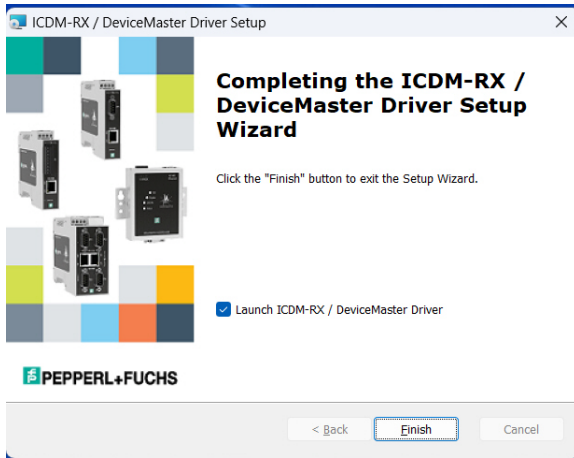 ICDM-RX / DeviceMaster Driver Setup
Completing the ICDM-RX /
DeviceMaster Driver Setup
Wizard
Click the "Finish" button to exit the Setup Wizard.
Launch ICDM-RX / DeviceMaster Driver
PEPPERL+FUCHS
< Back Finish Cancel